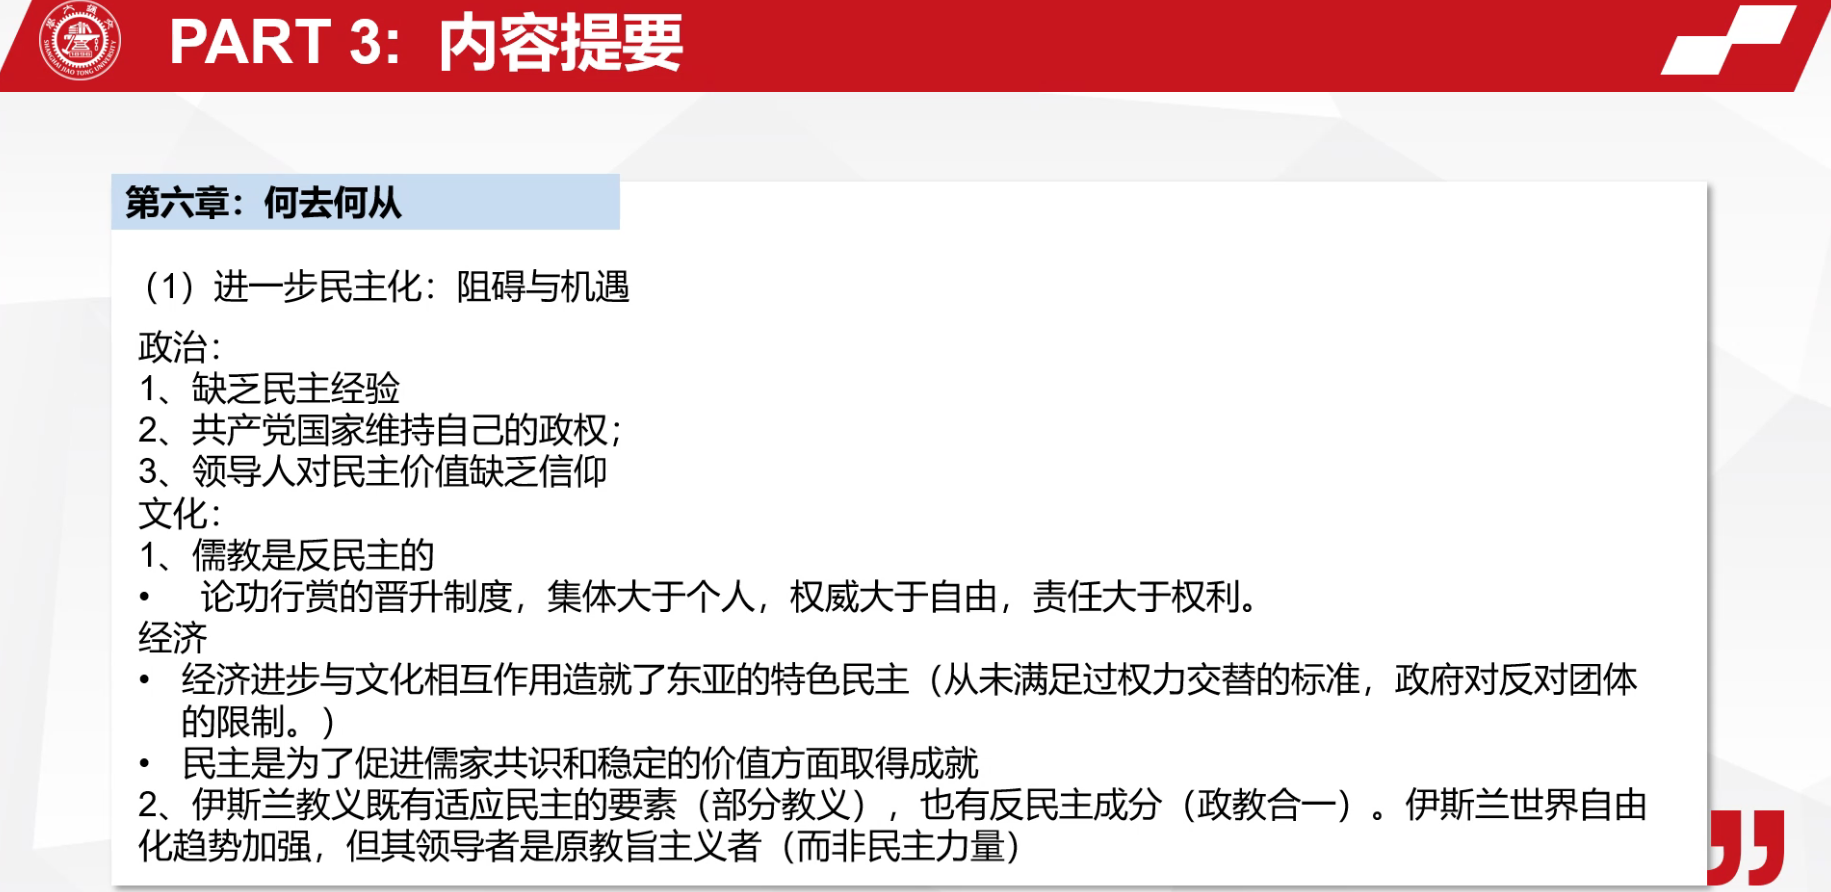 PART 3：内容提要
SHANGHAI JIAO TONG UNIVERSITY
第六章：何去何从
（1）进一步民主化：阻碍与机遇
政治：
1、缺乏民主经验
2、共产党国家维持自己的政权；
3、领导人对民主价值缺乏信仰
文化：
1、儒教是反民主的
• 论功行赏的晋升制度，集体大于个人，权威大于自由，责任大于权利。
经济
• 经济进步与文化相互作用造就了东亚的特色民主（从未满足过权力交替的标准，政府对反对团体
的限制。）
• 民主是为了促进儒家共识和稳定的价值方面取得成就
2、伊斯兰教义既有适应民主的要素（部分教义），也有反民主成分（政教合一）。伊斯兰世界自由
化趋势加强，但其领导者是原教旨主义者（而非民主力量）